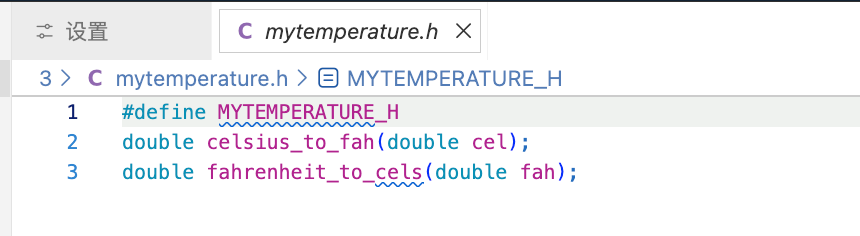 设置
C mytemperature.h
3 > C mytemperature.h > MYTEMPERATURE_H
1 #define MYTEMPERATURE_H
2 double celsius_to_fah(double cel);
3 double fahrenheit_to_cels(double fah);